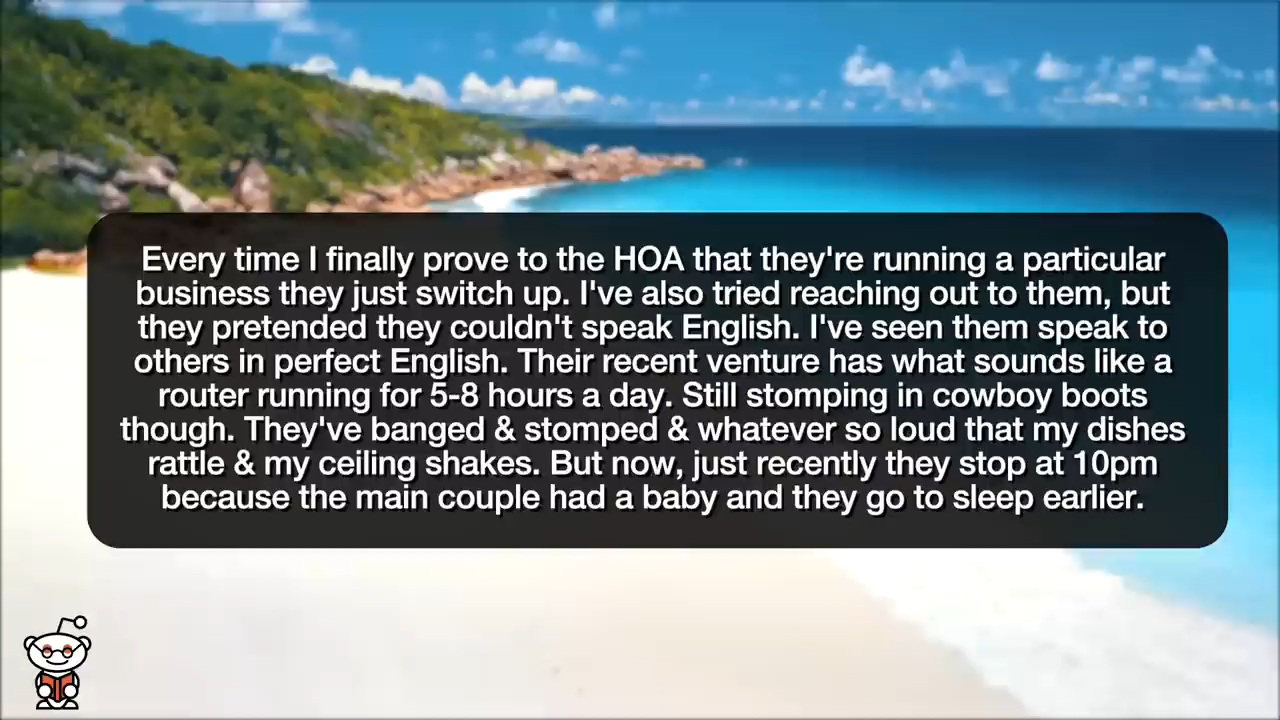 Every time I finally prove to the HOA that they're running a particular
business they just switch up. I've also tried reaching out to them, but
they pretended they couldn't speak English. I've seen them speak to
others in perfect English. Their recent venture has what sounds like a
router running for 5-8 hours a day. Still stomping in cowboy boots
though. They've banged & stomped & whatever so loud that my dishes
rattle & my ceiling shakes. But now, just recently they stop at 10pm
because the main couple had a baby and they go to sleep earlier.